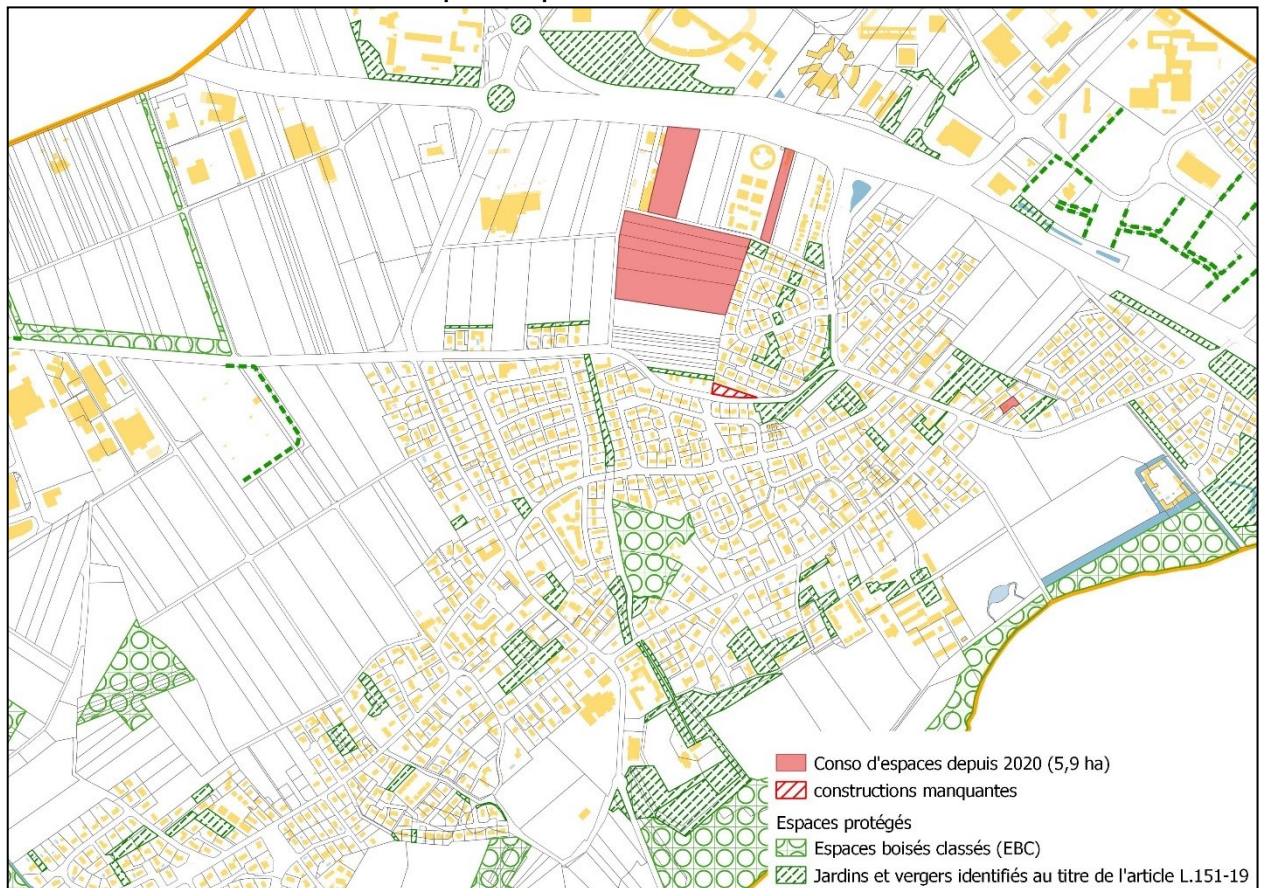 Conso d'espaces depuis 2020 (5,9 ha)
constructions manquantes
Espaces protégés
Espaces boisés classés (EBC)
Jardins et vergers identifiés au titre de l'article L.151-19